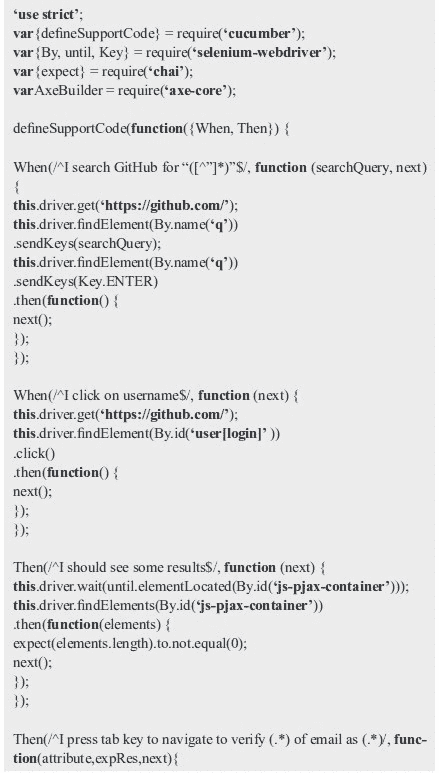 ‘use strict’;
var{defineSupportCode} = require(‘cucumber’);
var{By, until, Key} = require(‘selenium-webdriver’);
var{expect} = require(‘chai’);
varAxeBuilder = require(‘axe-core’);

defineSupportCode(function({When, Then}) {

When(/^I search GitHub for “([^”]*)”$/, function (searchQuery, next)
{
this.driver.get(‘https://github.com/’);
this.driver.findElement(By.name(‘q’))
.sendKeys(searchQuery);
this.driver.findElement(By.name(‘q’))
.sendKeys(Key.ENTER)
.then(function() {
next();
});
});

When(/^I click on username$/, function (next) {
this.driver.get(‘https://github.com/’);
this.driver.findElement(By.id(‘user[login]’ ))
.click()
.then(function() {
next();
});
});

Then(/^I should see some results$/, function (next) {
this.driver.wait(until.elementLocated(By.id(‘js-pjax-container’)));
this.driver.findElements(By.id(‘js-pjax-container’))
.then(function(elements) {
expect(elements.length).to.not.equal(0);
next();
});
});

Then(/^I press tab key to navigate to verify (.*) of email as (.*)/, func-
tion(attribute,expRes,next){